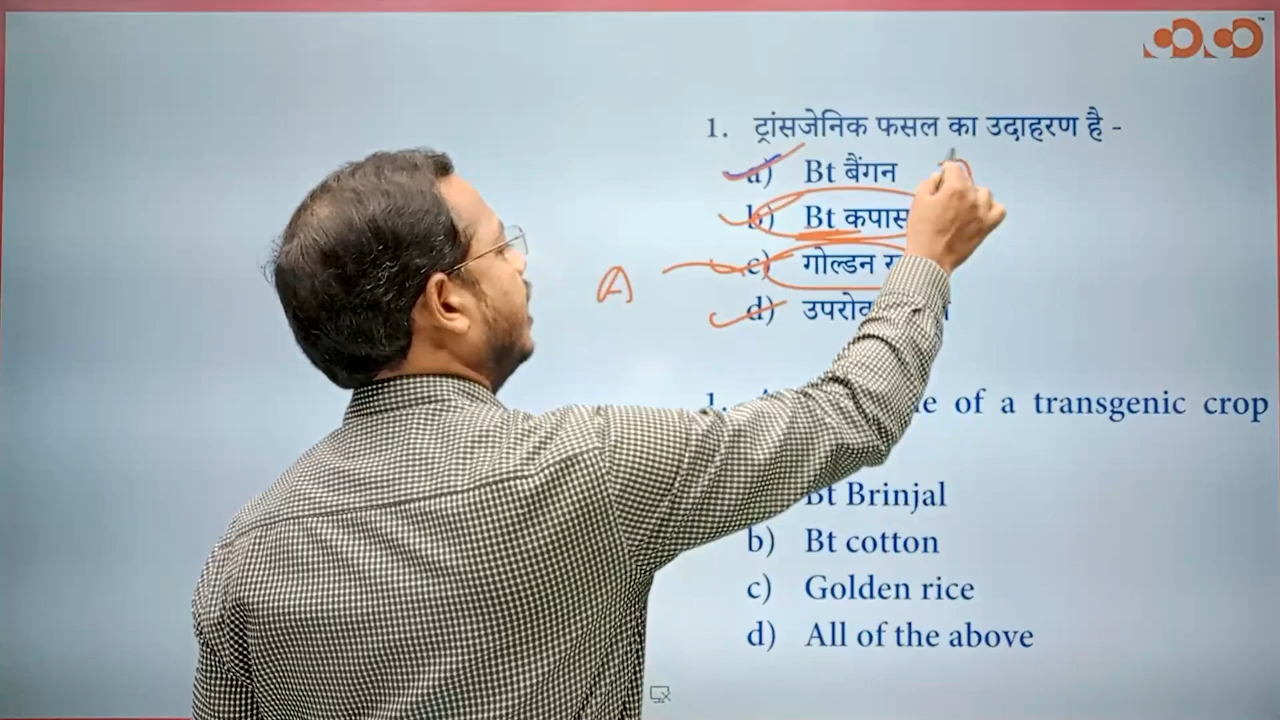 1. ट्रांसजेनिक फसल का उदाहरण है -
a) Bt बैंगन
b) Bt कपास
c) गोल्डन
d)
A
1. of a transgenic crop
Bt Brinjal
b) Bt cotton
c) Golden rice
d) All of the above